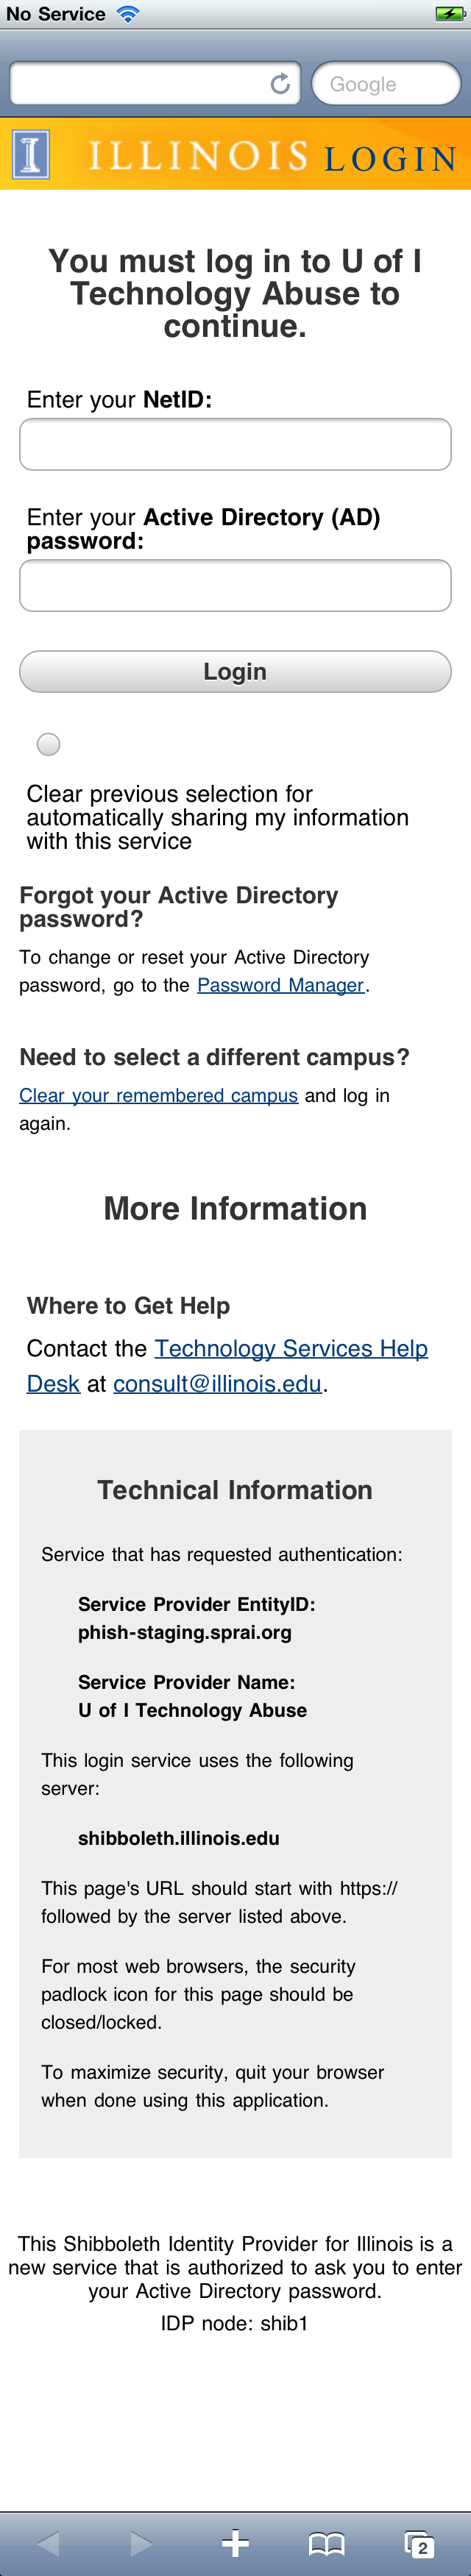 No Service
Google
I ILLINOIS LOGIN
You must log in to U of I
Technology Abuse to
continue.
Enter your NetID:
Enter your Active Directory (AD)
password:
Login
Clear previous selection for
automatically sharing my information
with this service
Forgot your Active Directory
password?
To change or reset your Active Directory
password, go to the Password Manager.
Need to select a different campus?
Clear your remembered campus and log in
again.
More Information
Where to Get Help
Contact the Technology Services Help
Desk at consult@illinois.edu.
Technical Information
Service that has requested authentication:
Service Provider EntityID:
phish-staging.sprai.org
Service Provider Name:
U of I Technology Abuse
This login service uses the following
server:
shibboleth.illinois.edu
This page's URL should start with https://
followed by the server listed above.
For most web browsers, the security
padlock icon for this page should be
closed/locked.
To maximize security, quit your browser
when done using this application.
This Shibboleth Identity Provider for Illinois is a
new service that is authorized to ask you to enter
your Active Directory password.
IDP node: shib1
2